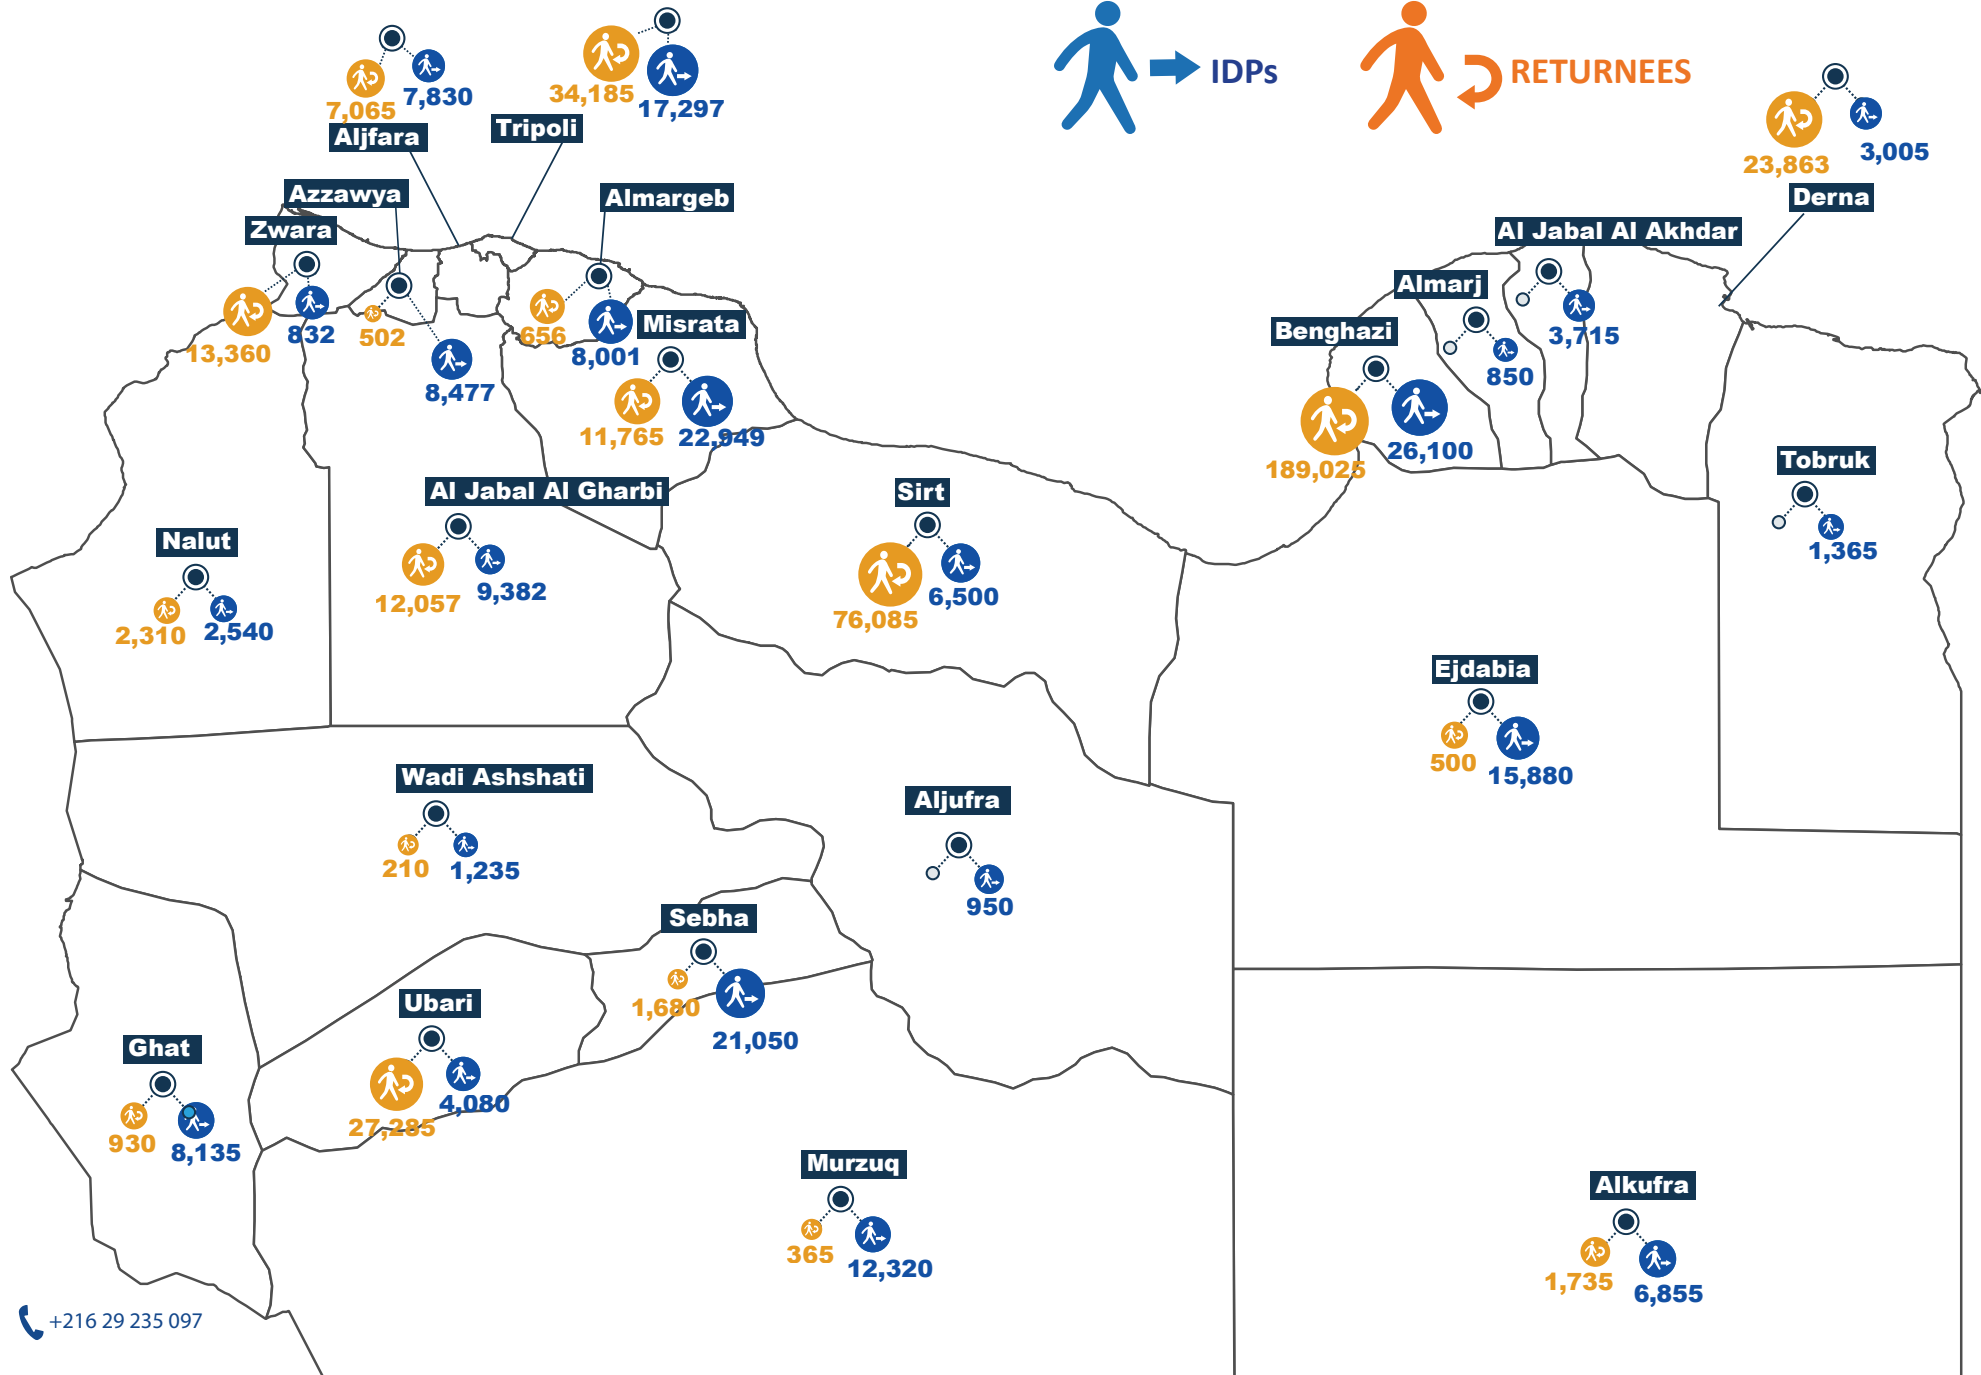 IDPs
RETURNEES
7,065
7,830
Aljfara
34,185
17,297
Tripoli
23,863
3,005
Derna
Azzawya
502
8,477
Almargeb
656
8,001
Zwara
13,360
832
Al Jabal Al Akhdar
3,715
Almarj
850
Benghazi
189,025
26,100
Misrata
11,765
22,949
Tobruk
1,365
Al Jabal Al Gharbi
12,057
9,382
Sirt
76,085
6,500
Nalut
2,310
2,540
Ejdabia
500
15,880
Wadi Ashshati
210
1,235
Aljufra
950
Sebha
1,680
21,050
Ubari
27,285
4,080
Ghat
930
8,135
Murzuq
365
12,320
Alkufra
1,735
6,855
+216 29 235 097